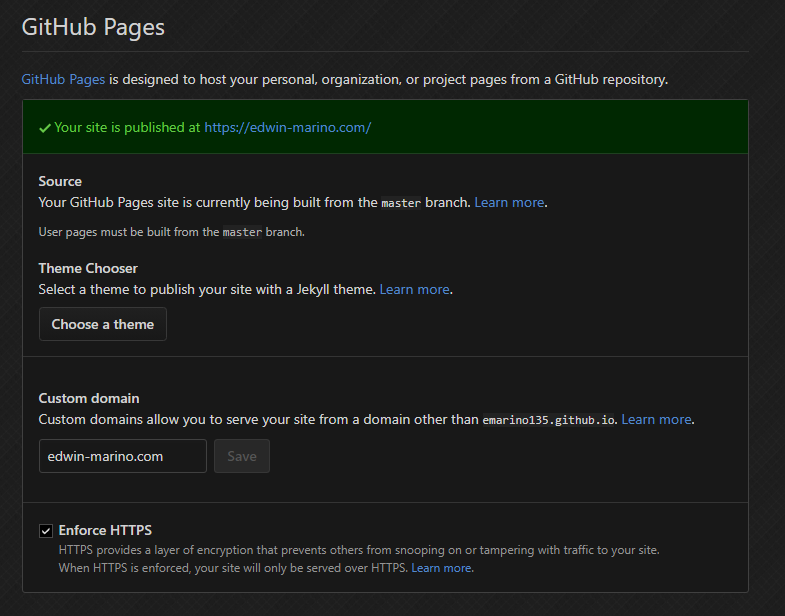 GitHub Pages
GitHub Pages is designed to host your personal, organization, or project pages from a GitHub repository.
Your site is published at https://edwin-marino.com/
Source
Your GitHub Pages site is currently being built from the master branch. Learn more.
User pages must be built from the master branch.
Theme Chooser
Select a theme to publish your site with a Jekyll theme. Learn more.
Choose a theme
Custom domain
Custom domains allow you to serve your site from a domain other than emarino135.github.io. Learn more.
edwin-marino.com Save
Enforce HTTPS
HTTPS provides a layer of encryption that prevents others from snooping on or tampering with traffic to your site.
When HTTPS is enforced, your site will only be served over HTTPS. Learn more.